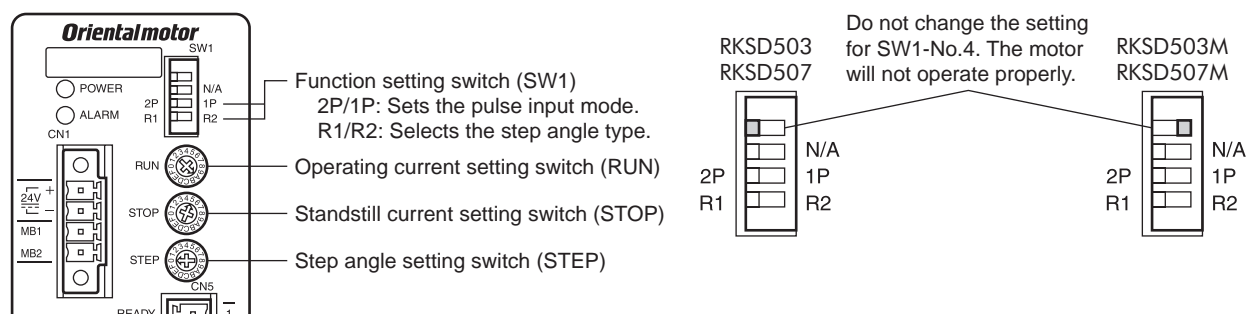 Orientalmotor
SW1
POWER
ALARM
N/A
2P 1P
R1 R2
CN1
RUN
24V + −
STOP
MB1
MB2
STEP
CN5
READY 1
Function setting switch (SW1)
2P/1P: Sets the pulse input mode.
R1/R2: Selects the step angle type.
Operating current setting switch (RUN)
Standstill current setting switch (STOP)
Step angle setting switch (STEP)
Do not change the setting
for SW1-No.4. The motor
will not operate properly.
RKSD503
RKSD507
N/A
2P 1P
R1 R2
RKSD503M
RKSD507M
N/A
2P 1P
R1 R2